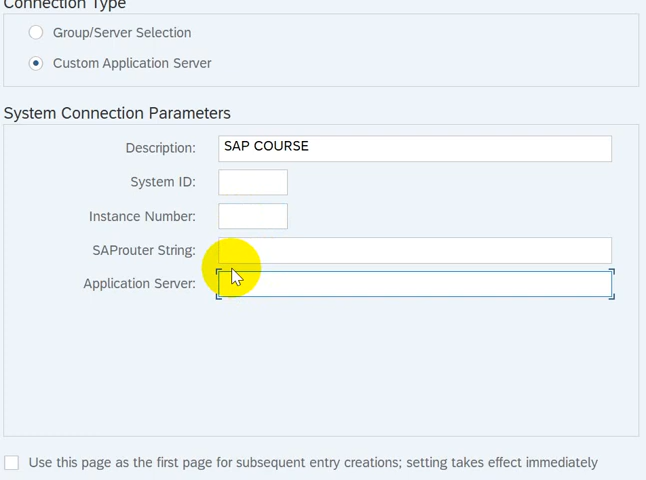 Connection Type
Group/Server Selection
Custom Application Server
System Connection Parameters
Description: SAP COURSE
System ID:
Instance Number:
SAProuter String:
Application Server:
Use this page as the first page for subsequent entry creations; setting takes effect immediately